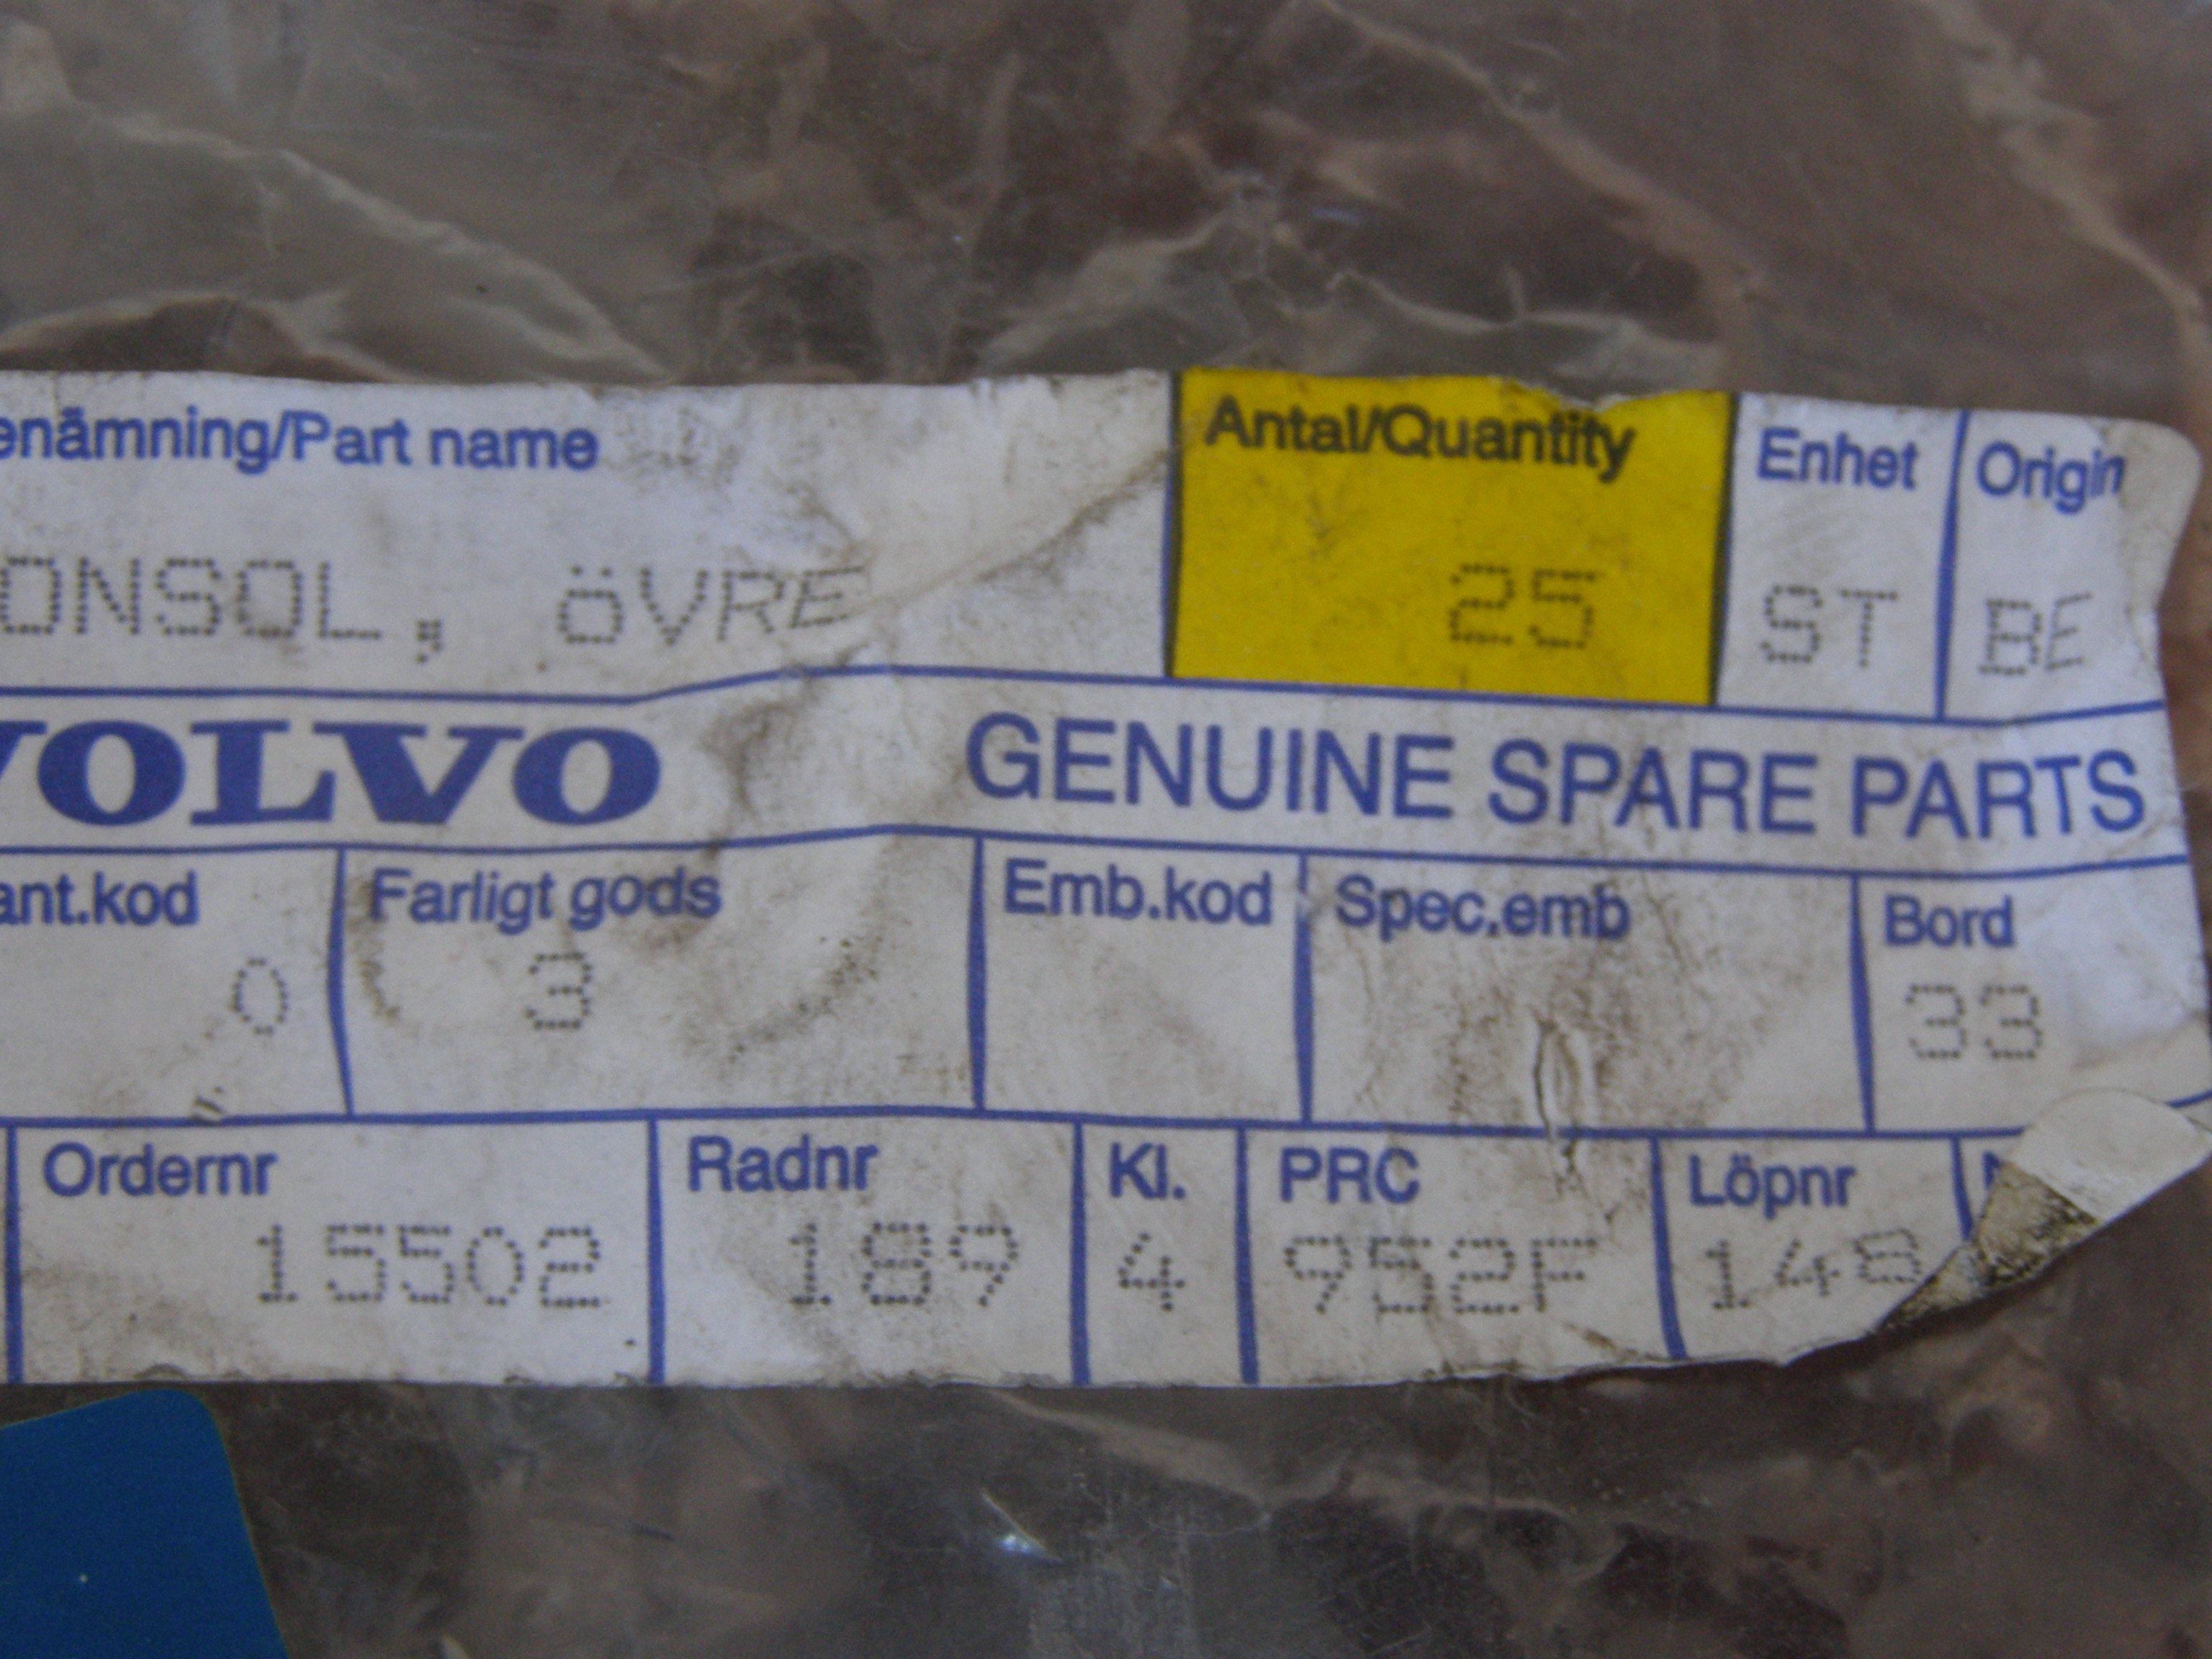 enämning/Part name Antal/Quantity Enhet Origin
ONSOL, öVRE 25 ST BE
VOLVO GENUINE SPARE PARTS
ant.kod Farligt gods Emb.kod Spec.emb Bord
0 3 33
Ordernr Radnr Kl. PRC Löpnr
15502 189 4 952F 148